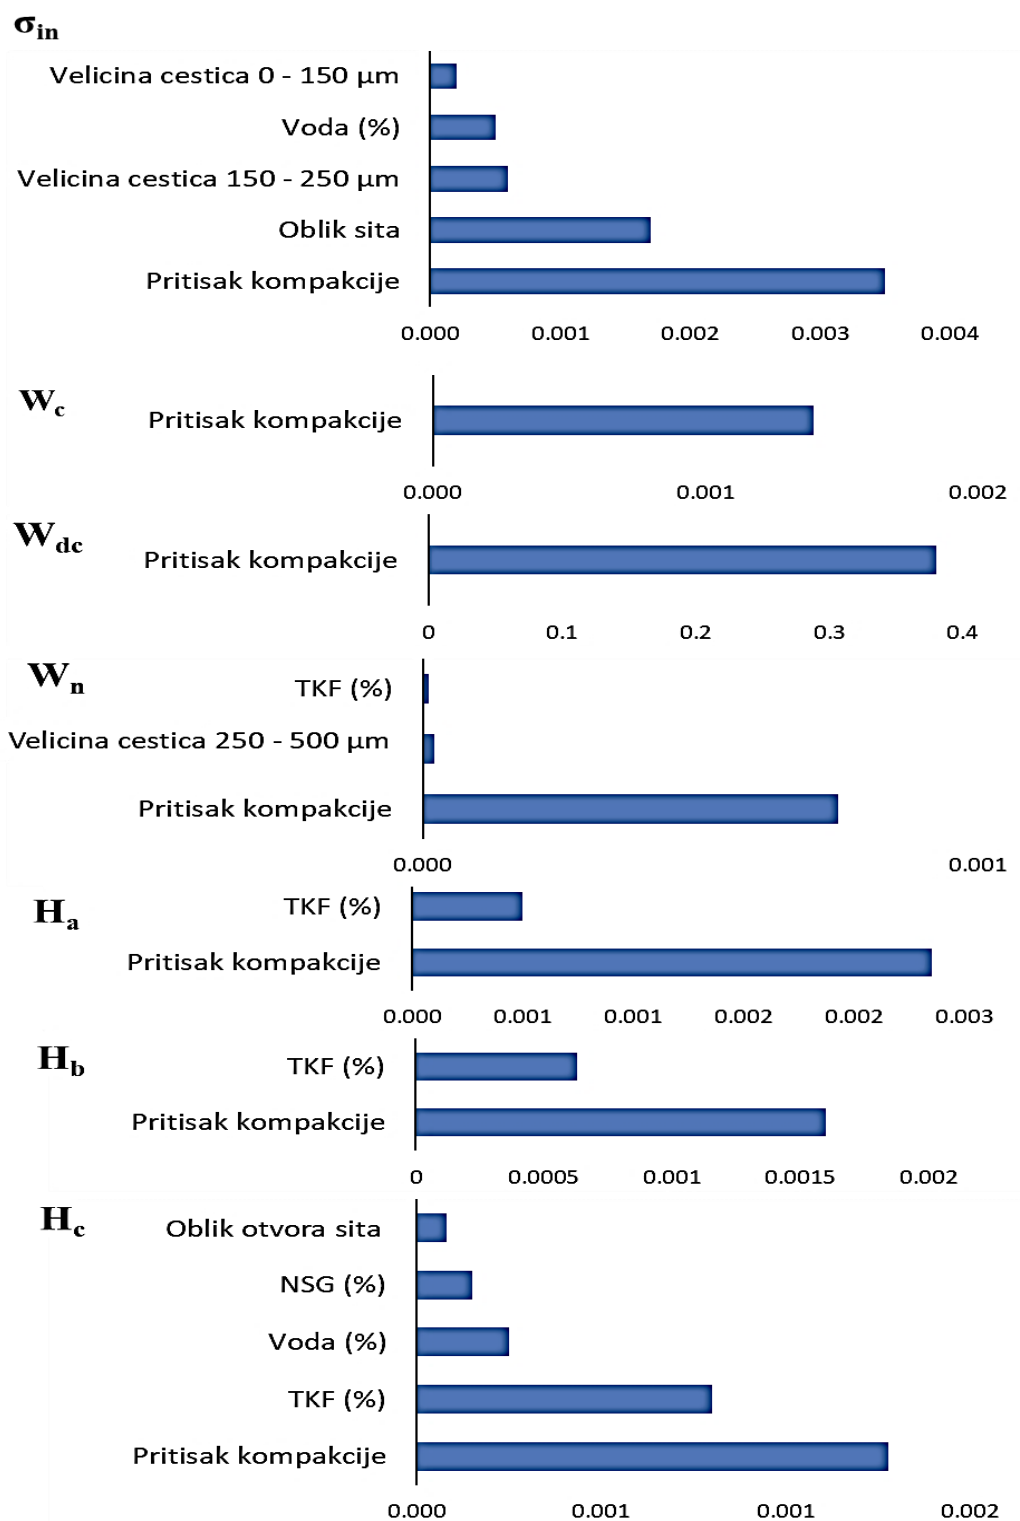 σin
Velicina cestica 0 - 150 µm
Voda (%)
Velicina cestica 150 - 250 µm
Oblik sita
Pritisak kompakcije
0.000 0.001 0.002 0.003 0.004
Wc
Pritisak kompakcije
0.000 0.001 0.002
Wdc
Pritisak kompakcije
0 0.1 0.2 0.3 0.4
Wn
TKF (%)
Velicina cestica 250 - 500 µm
Pritisak kompakcije
0.000 0.001
Ha
TKF (%)
Pritisak kompakcije
0.000 0.001 0.001 0.002 0.002 0.003
Hb
TKF (%)
Pritisak kompakcije
0 0.0005 0.001 0.0015 0.002
Hc
Oblik otvora sita
NSG (%)
Voda (%)
TKF (%)
Pritisak kompakcije
0.000 0.001 0.001 0.002